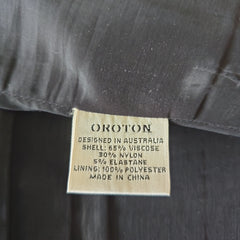 OROTON
DESIGNED IN AUSTRALIA
SHELL: 65% VISCOSE
30% NYLON
5% ELASTANE
LINING: 100% POLYESTER
MADE IN CHINA